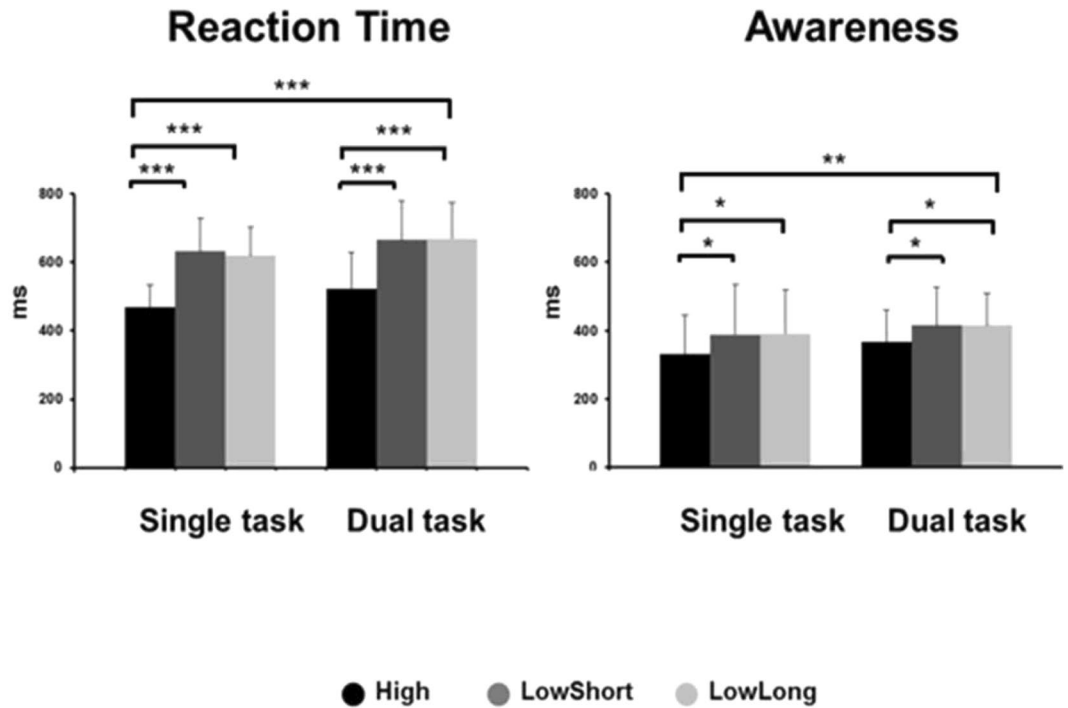 Reaction Time
Awareness
***
***
***
***
***
**
*
*
*
*
800
600
400
200
0
ms
800
600
400
200
0
ms
Single task
Dual task
Single task
Dual task
High
LowShort
LowLong